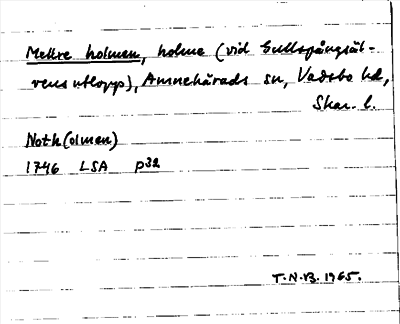 Mellre holmen, holme (vid Gullspångsäl-
vens utlopp), Amnehärads sn, Vadsbo hd,
Skar. l.
Noth(olmen)
1746 LSA P32
T.N.B. 1965.